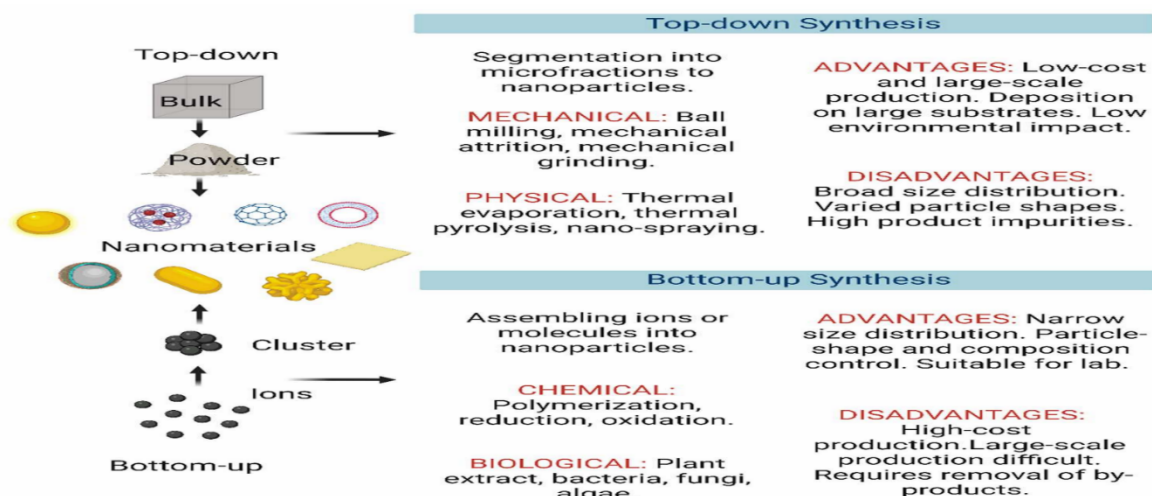 Top-down
Bulk
Powder
Nanomaterials
Cluster
Ions
Bottom-up
Top-down Synthesis
Segmentation into
microfractions to
nanoparticles.
MECHANICAL: Ball
milling, mechanical
attrition, mechanical
grinding.
PHYSICAL: Thermal
evaporation, thermal
pyrolysis, nano-spraying.
ADVANTAGES: Low-cost
and large-scale
production. Deposition
on large substrates. Low
environmental impact.
DISADVANTAGES:
Broad size distribution.
Varied particle shapes.
High product impurities.
Bottom-up Synthesis
Assembling ions or
molecules into
nanoparticles.
CHEMICAL:
Polymerization,
reduction, oxidation.
BIOLOGICAL: Plant
extract, bacteria, fungi,
algae
ADVANTAGES: Narrow
size distribution. Particle-
shape and composition
control. Suitable for lab.
DISADVANTAGES:
High-cost
production.Large-scale
production difficult.
Requires removal of by-
products.